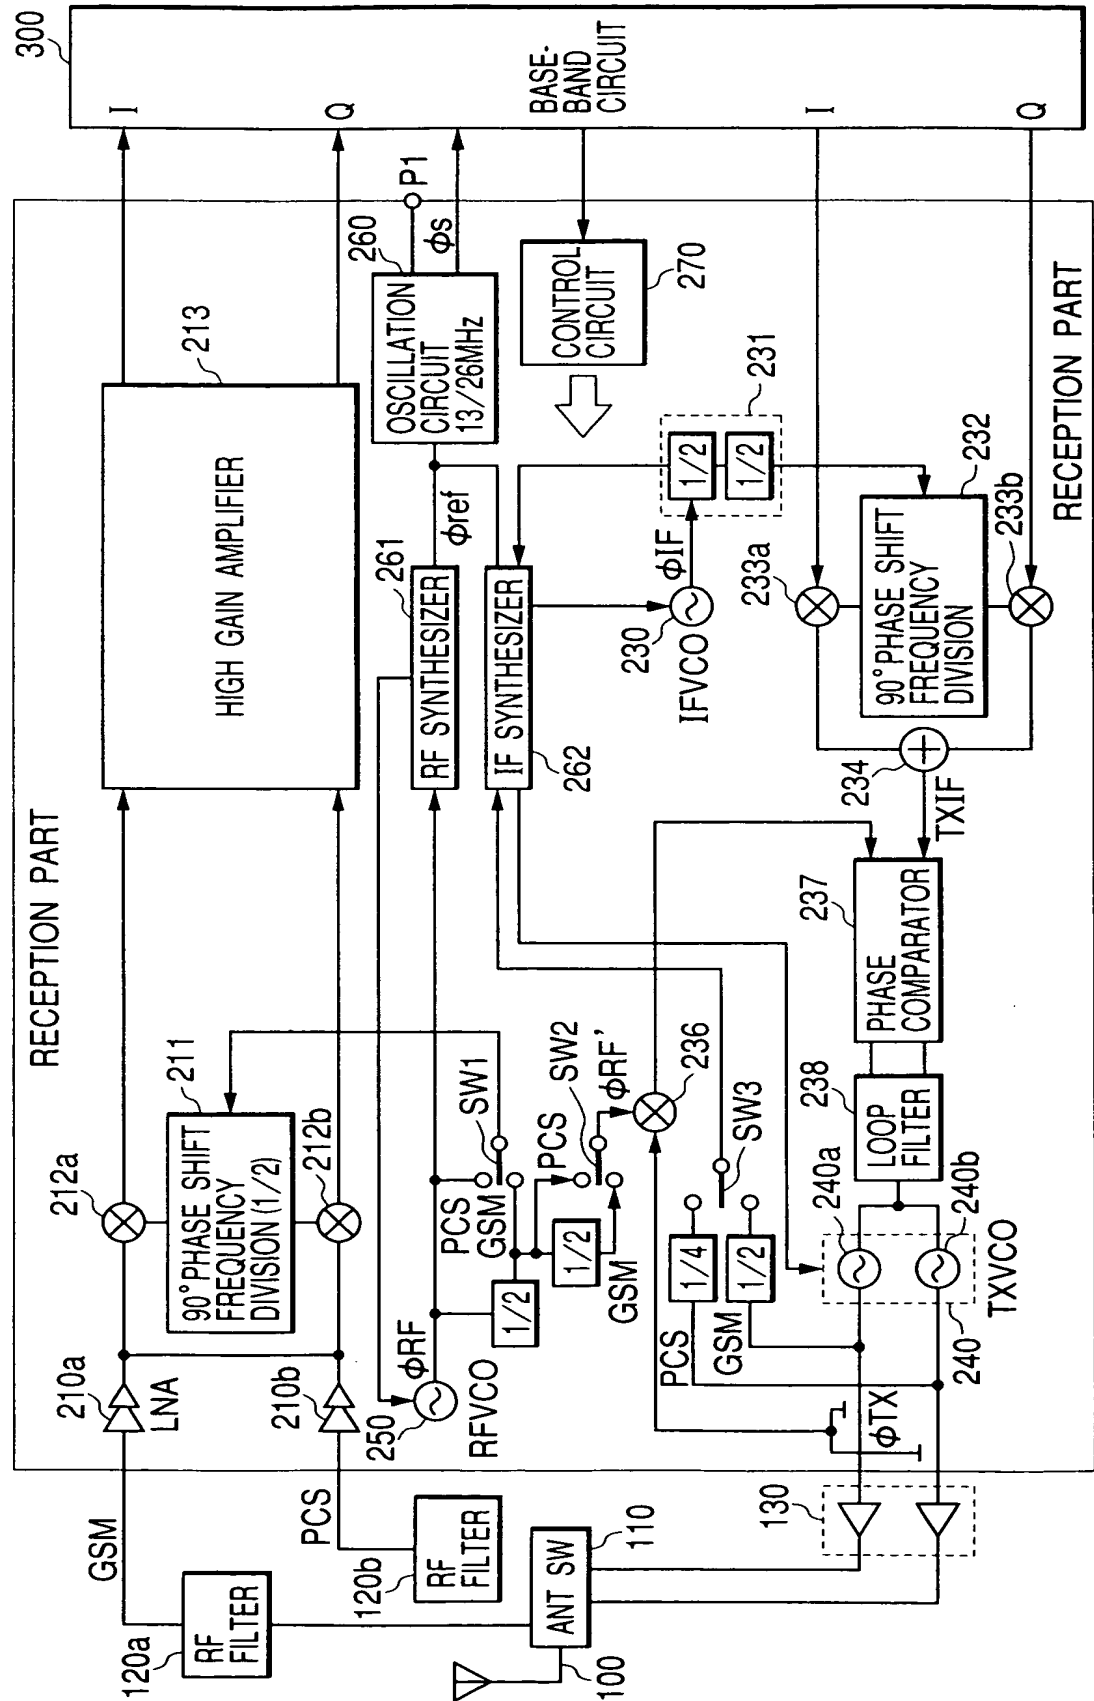 300
I
Q
BASE-
BAND
CIRCUIT
I
Q
RECEPTION PART
213
HIGH GAIN AMPLIFIER
P1
260
ϕs
OSCILLATION
CIRCUIT
13/26MHz
CONTROL
CIRCUIT
270
ϕref
261
RF SYNTHESIZER
IF SYNTHESIZER
262
230
IFVCO
ϕIF
1/2
1/2
231
RECEPTION PART
232
233a
90°PHASE SHIFT
FREQUENCY
DIVISION
233b
234
TXIF
237
PHASE
COMPARATOR
238
LOOP
FILTER
240a
240b
TXVCO
240
211
212a
90°PHASE SHIFT
FREQUENCY
DIVISION (1/2)
212b
SW1
PCS
GSM
1/2
PCS
SW2
ϕRF'
1/2
GSM
236
SW3
1/4
1/2
PCS
GSM
210a
LNA
210b
250
ϕRF
RFVCO
ϕTX
130
GSM
PCS
120a
RF
FILTER
120b
RF
FILTER
110
ANT SW
100